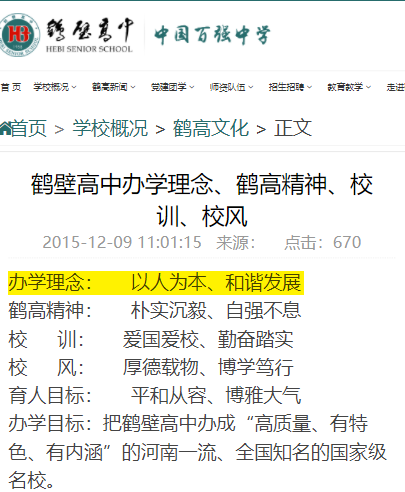 HB
鹤壁高中
HEBI SENIOR SCHOOL
中国百强中学
首 页 学校概况 鹤高新闻 党建团学 师资队伍 招生招聘 教育教学 走进
首页 > 学校概况 > 鹤高文化 > 正文
鹤壁高中办学理念、鹤高精神、校
训、校风
2015-12-09 11:01:15 来源： 点击：670
办学理念： 以人为本、和谐发展
鹤高精神： 朴实沉毅、自强不息
校 训： 爱国爱校、勤奋踏实
校 风： 厚德载物、博学笃行
育人目标： 平和从容、博雅大气
办学目标：把鹤壁高中办成“高质量、有特
色、有内涵”的河南一流、全国知名的国家级
名校。